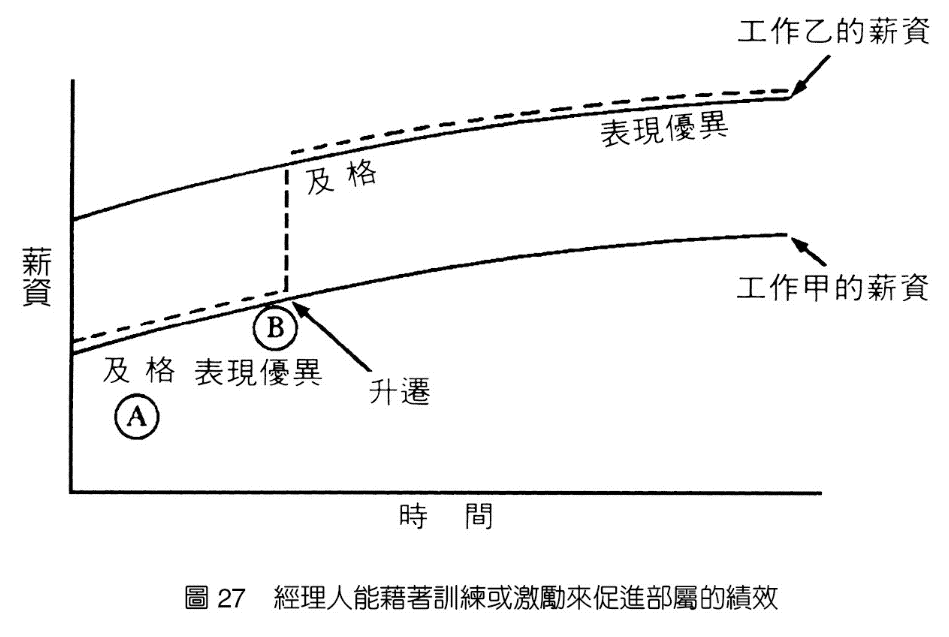 工作乙的薪資
表現優異
及格
薪資
工作甲的薪資
B
及格 表現優異
升遷
A
時間
圖 27 經理人能藉著訓練或激勵來促進部屬的績效